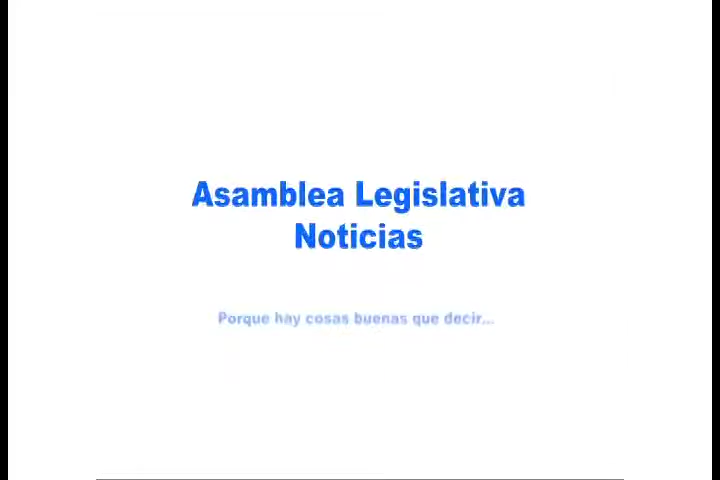 Asamblea Legislativa
Noticias
Porque hay cosas buenas que decir...